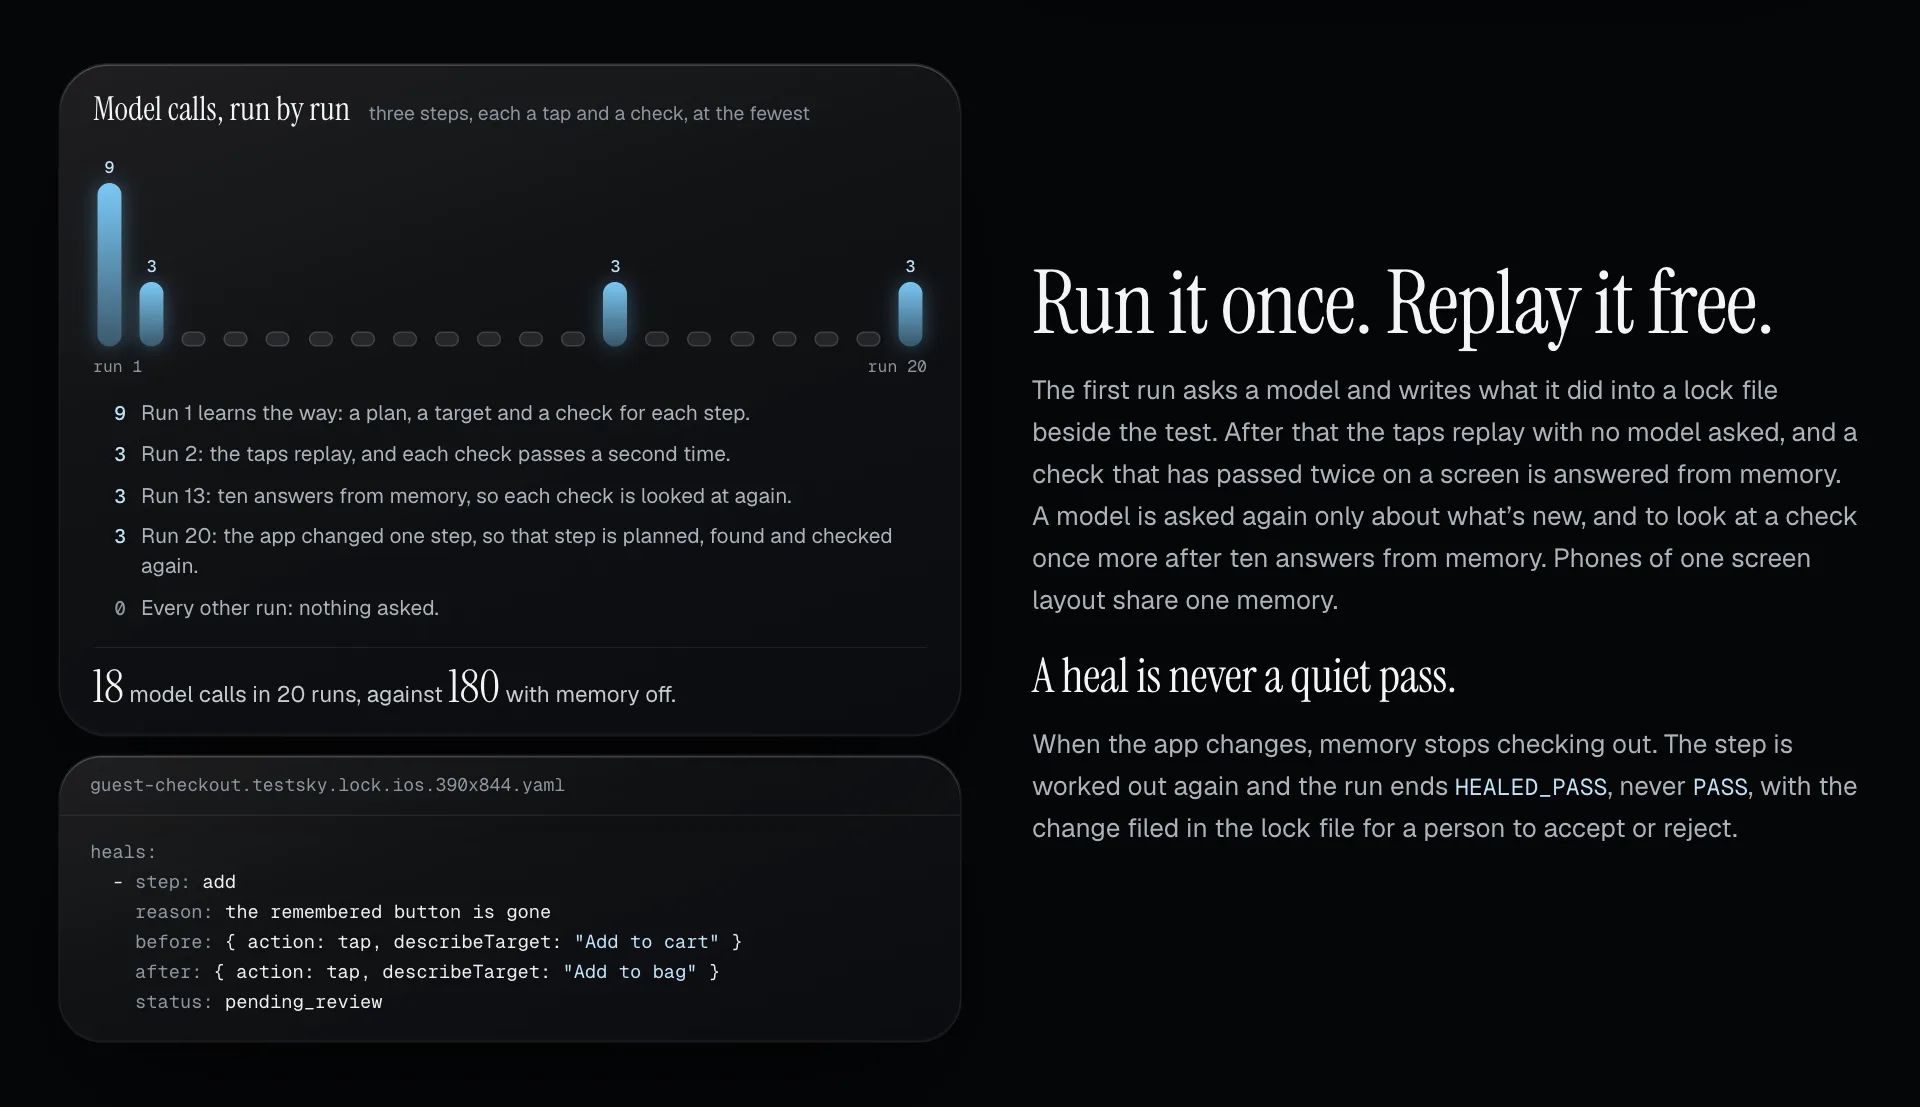 Model calls, run by run three steps, each a tap and a check, at the fewest
9
3
3
3
run 1
run 20
9 Run 1 learns the way: a plan, a target and a check for each step.
3 Run 2: the taps replay, and each check passes a second time.
3 Run 13: ten answers from memory, so each check is looked at again.
3 Run 20: the app changed one step, so that step is planned, found and checked
again.
0 Every other run: nothing asked.
18 model calls in 20 runs, against 180 with memory off.
guest-checkout.testsky.lock.ios.390x844.yaml
heals:
  - step: add
    reason: the remembered button is gone
    before: { action: tap, describeTarget: "Add to cart" }
    after: { action: tap, describeTarget: "Add to bag" }
    status: pending_review
Run it once. Replay it free.
The first run asks a model and writes what it did into a lock file
beside the test. After that the taps replay with no model asked, and a
check that has passed twice on a screen is answered from memory.
A model is asked again only about what’s new, and to look at a check
once more after ten answers from memory. Phones of one screen
layout share one memory.
A heal is never a quiet pass.
When the app changes, memory stops checking out. The step is
worked out again and the run ends HEALED_PASS, never PASS, with the
change filed in the lock file for a person to accept or reject.